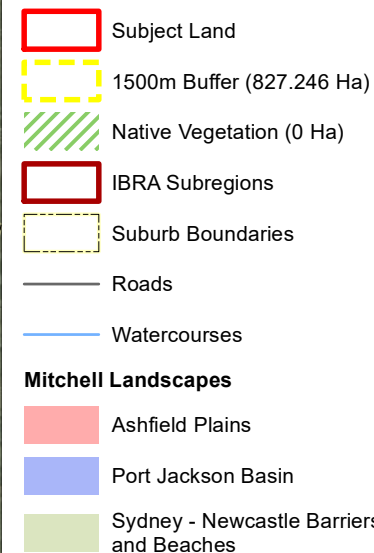 Subject Land
1500m Buffer (827.246 Ha)
Native Vegetation (0 Ha)
IBRA Subregions
Suburb Boundaries
Roads
Watercourses
Mitchell Landscapes
Ashfield Plains
Port Jackson Basin
Sydney - Newcastle Barriers
and Beaches